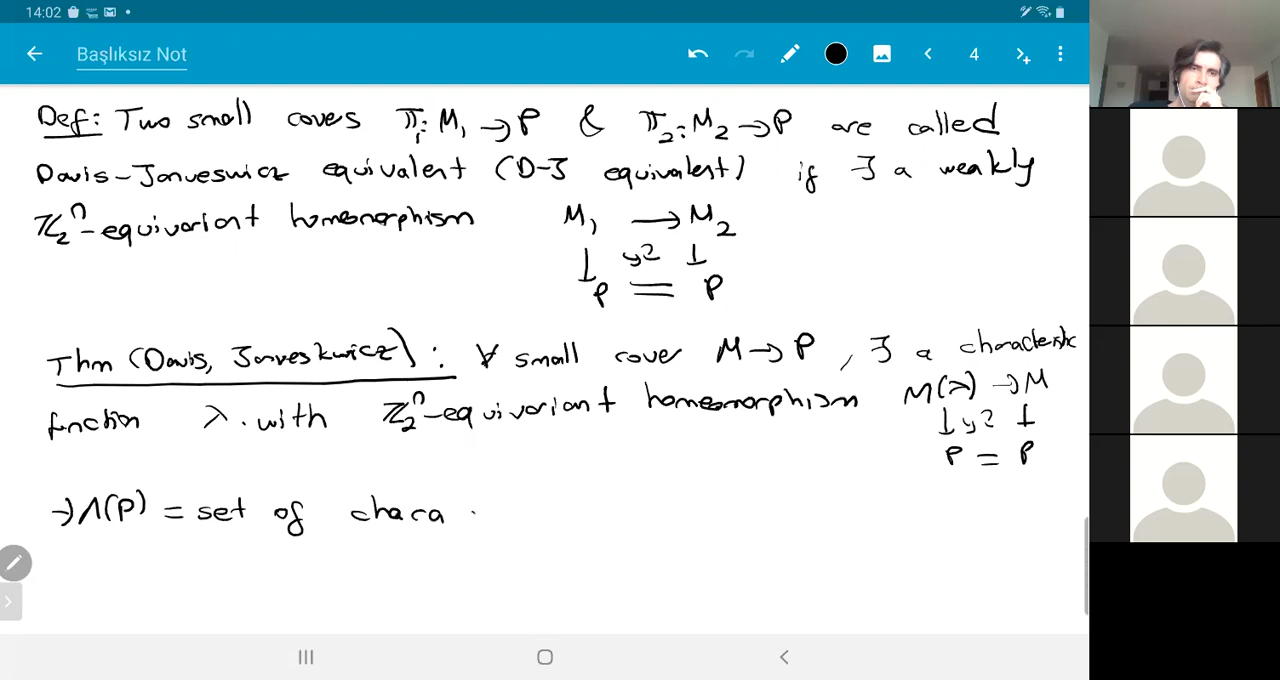 14:02
Başlıksız Not
4
Def: Two small covers π₁: M₁ → P & π₂: M₂ → P are called
Davis-Janueswicz equivalent (D-J equivalent) if ∃ a weakly
ℤ₂ⁿ-equivariant homeomorphism M₁ → M₂
↓ ↓
P = P
Thm (Davis, Janueskwicz): ∀ small cover M → P, ∃ a characteristic
function λ. with ℤ₂ⁿ-equivariant homeomorphism M(λ) → M
↓ ↓
P = P
→ Λ(P) = set of chara